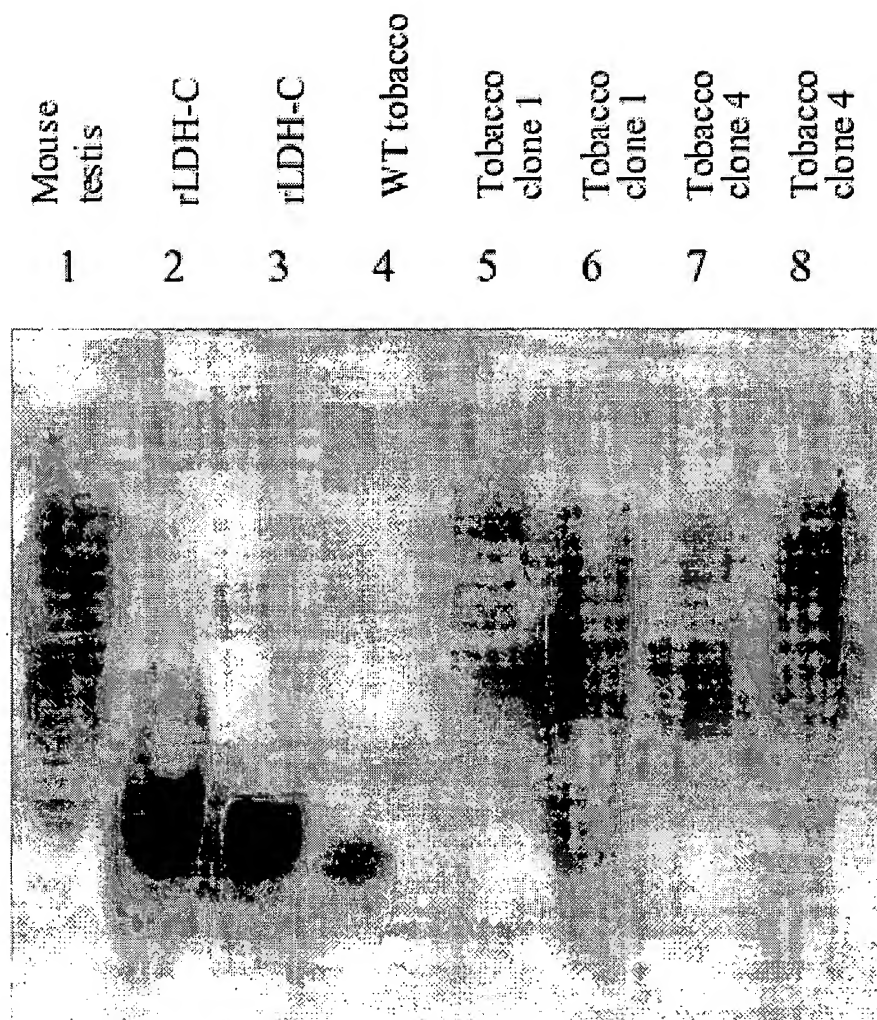 Mouse
testis
rLDH-C
rLDH-C
WT tobacco
Tobacco
clone 1
Tobacco
clone 1
Tobacco
clone 4
Tobacco
clone 4
1 2 3 4 5 6 7 8